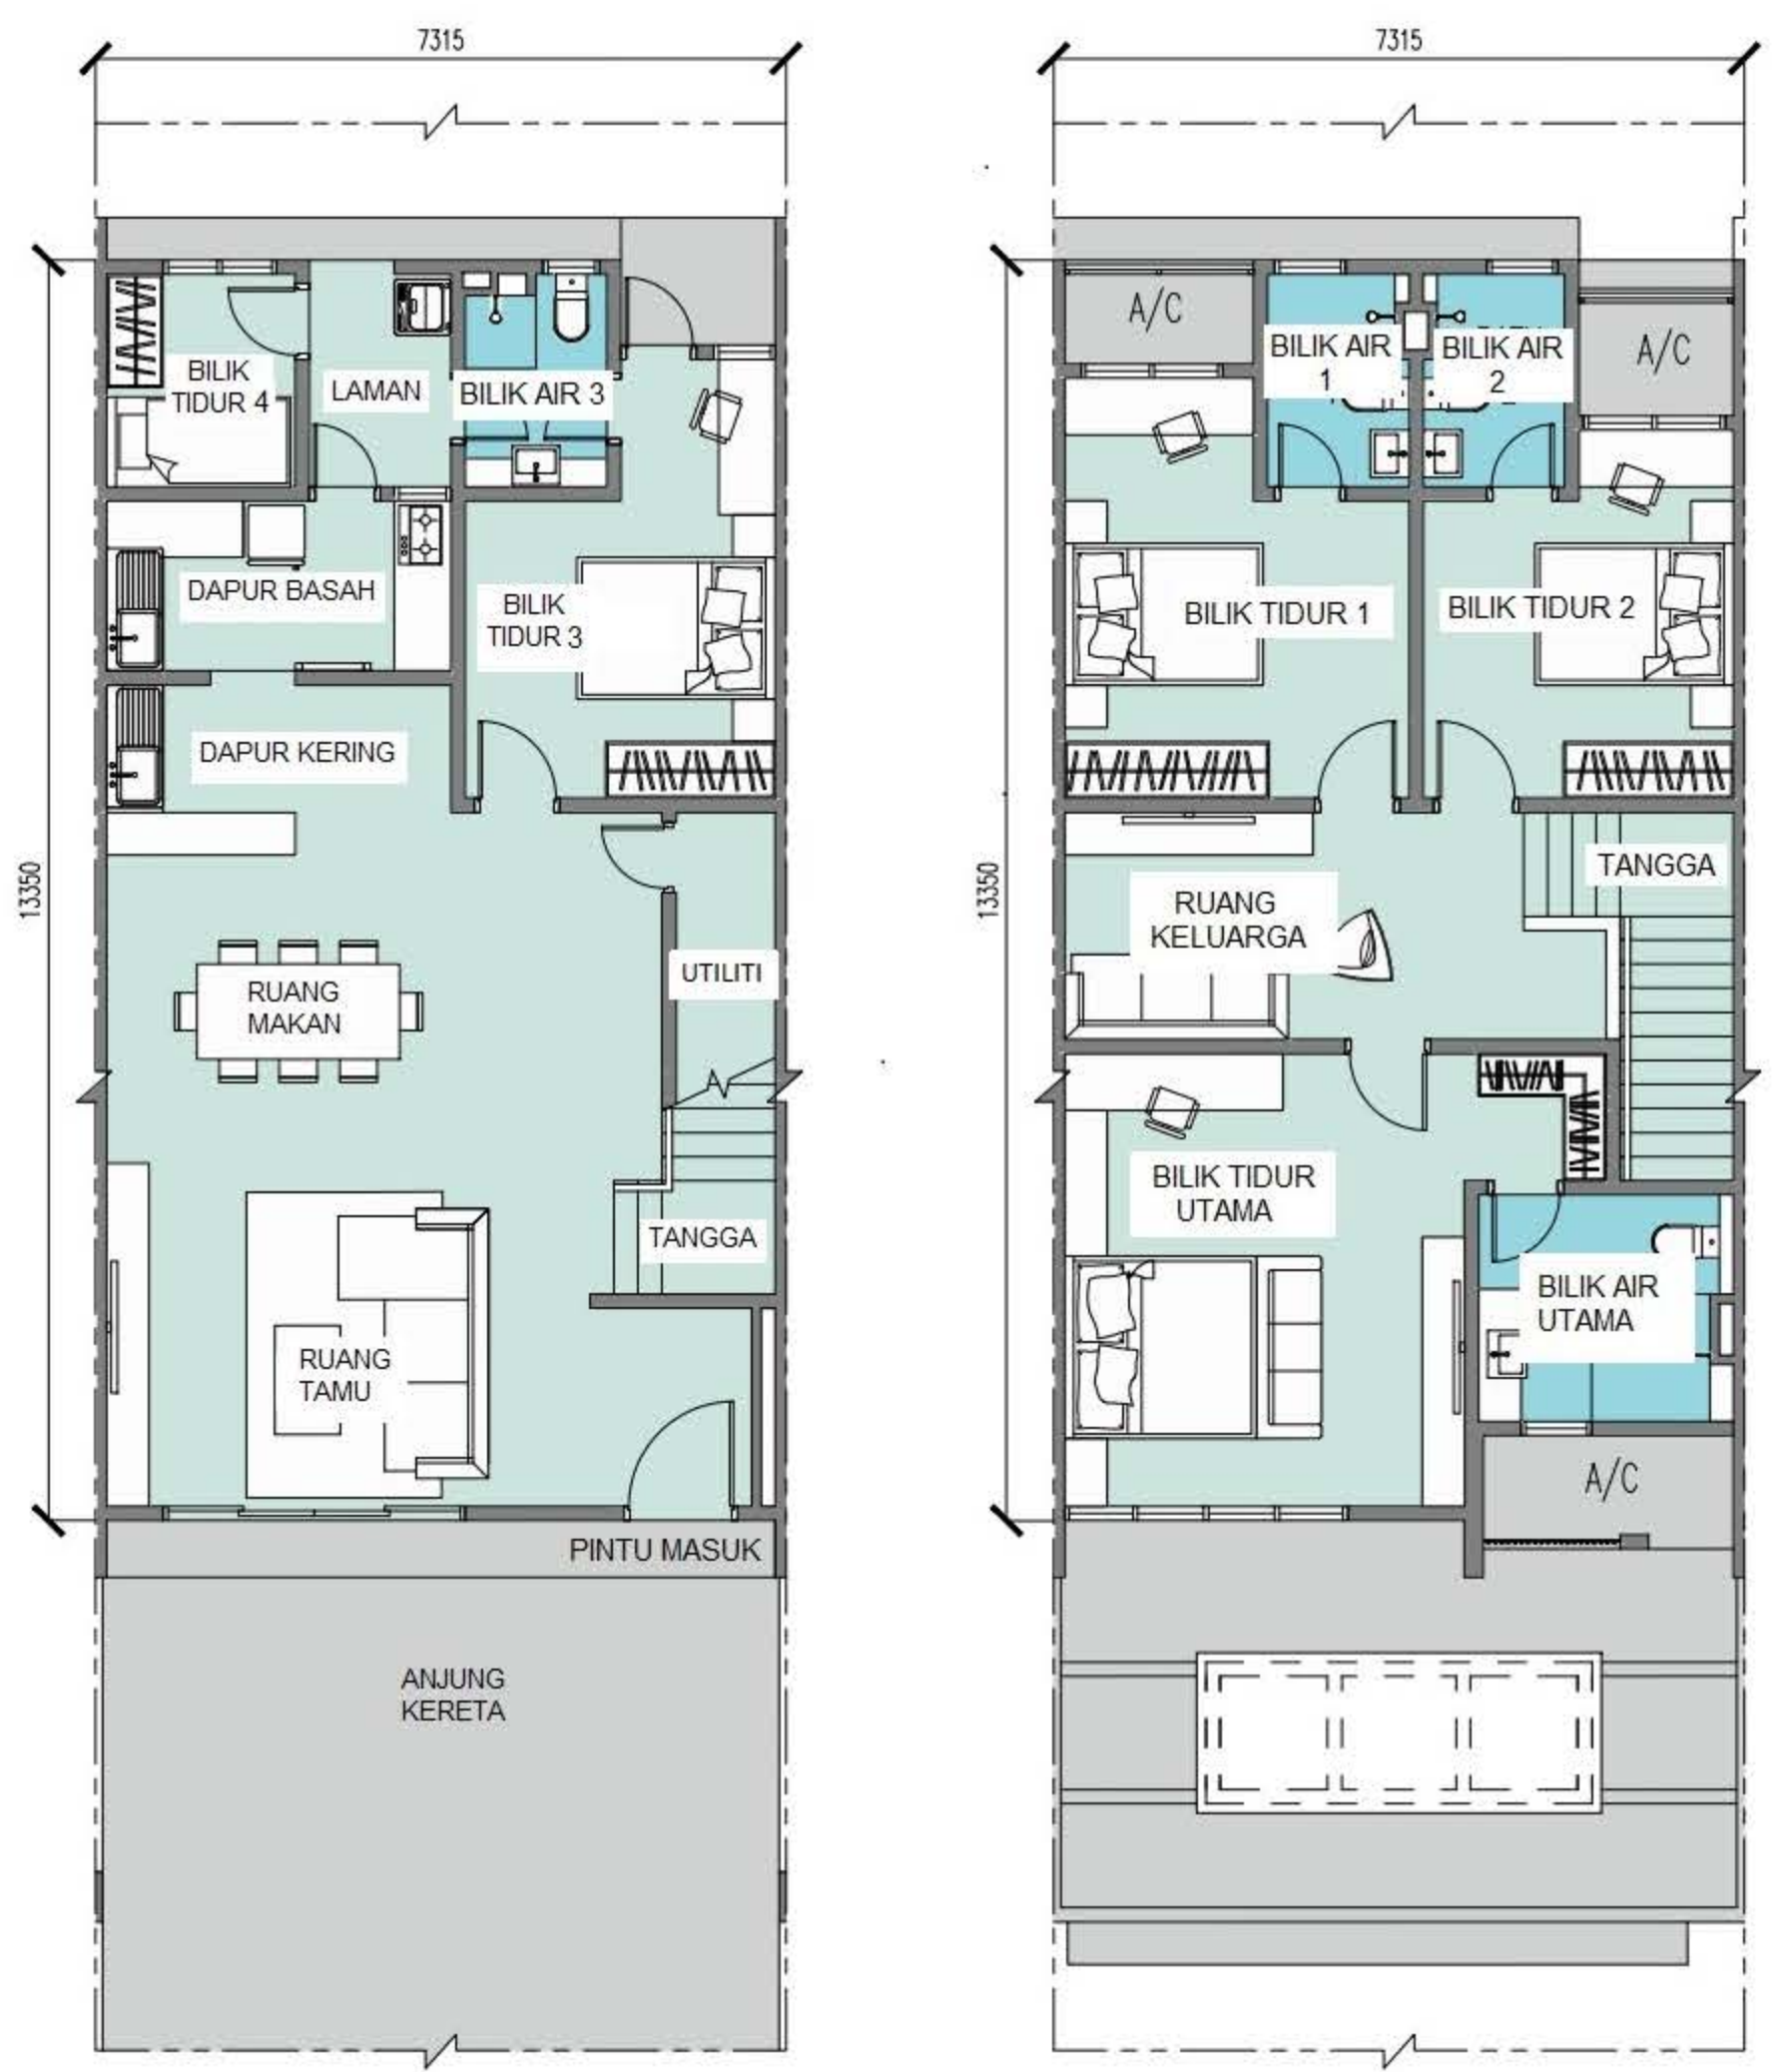 7315
BILIK
TIDUR 4
LAMAN
BILIK AIR 3
DAPUR BASAH
BILIK
TIDUR 3
DAPUR KERING
13350
UTILITI
RUANG
MAKAN
TANGGA
RUANG
TAMU
PINTU MASUK
ANJUNG
KERETA
7315
A/C
BILIK AIR
1
BILIK AIR
2
A/C
BILIK TIDUR 1
BILIK TIDUR 2
13350
TANGGA
RUANG
KELUARGA
BILIK TIDUR
UTAMA
BILIK AIR
UTAMA
A/C